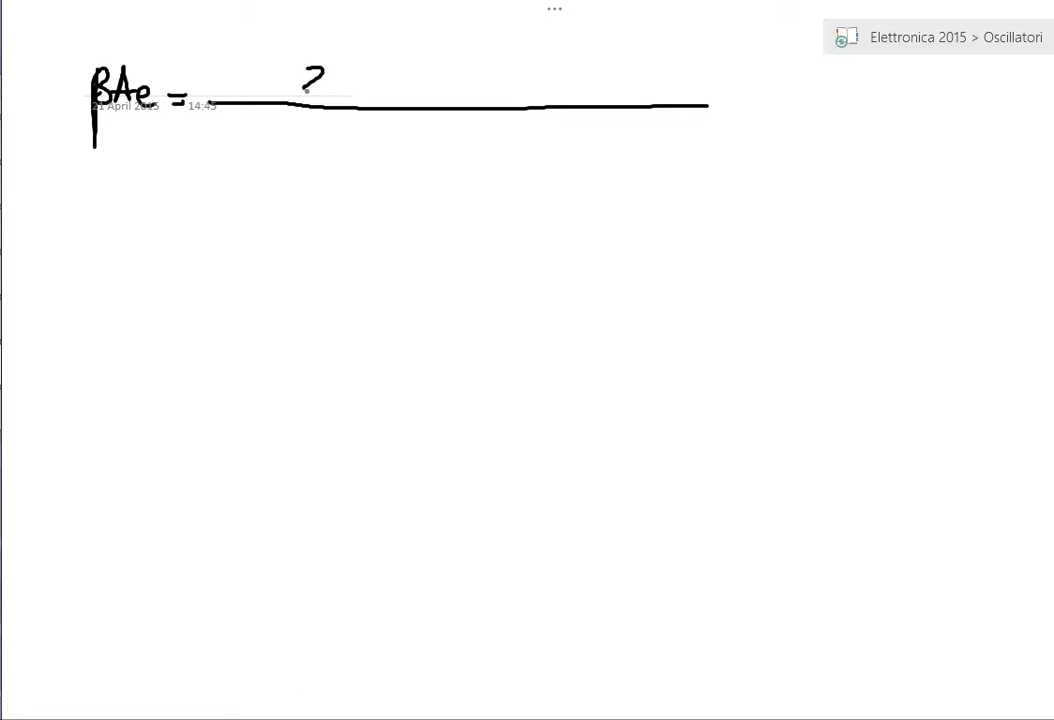 ...
Elettronica 2015 > Oscillatori
βAe = ?
21 April 2015 14:45